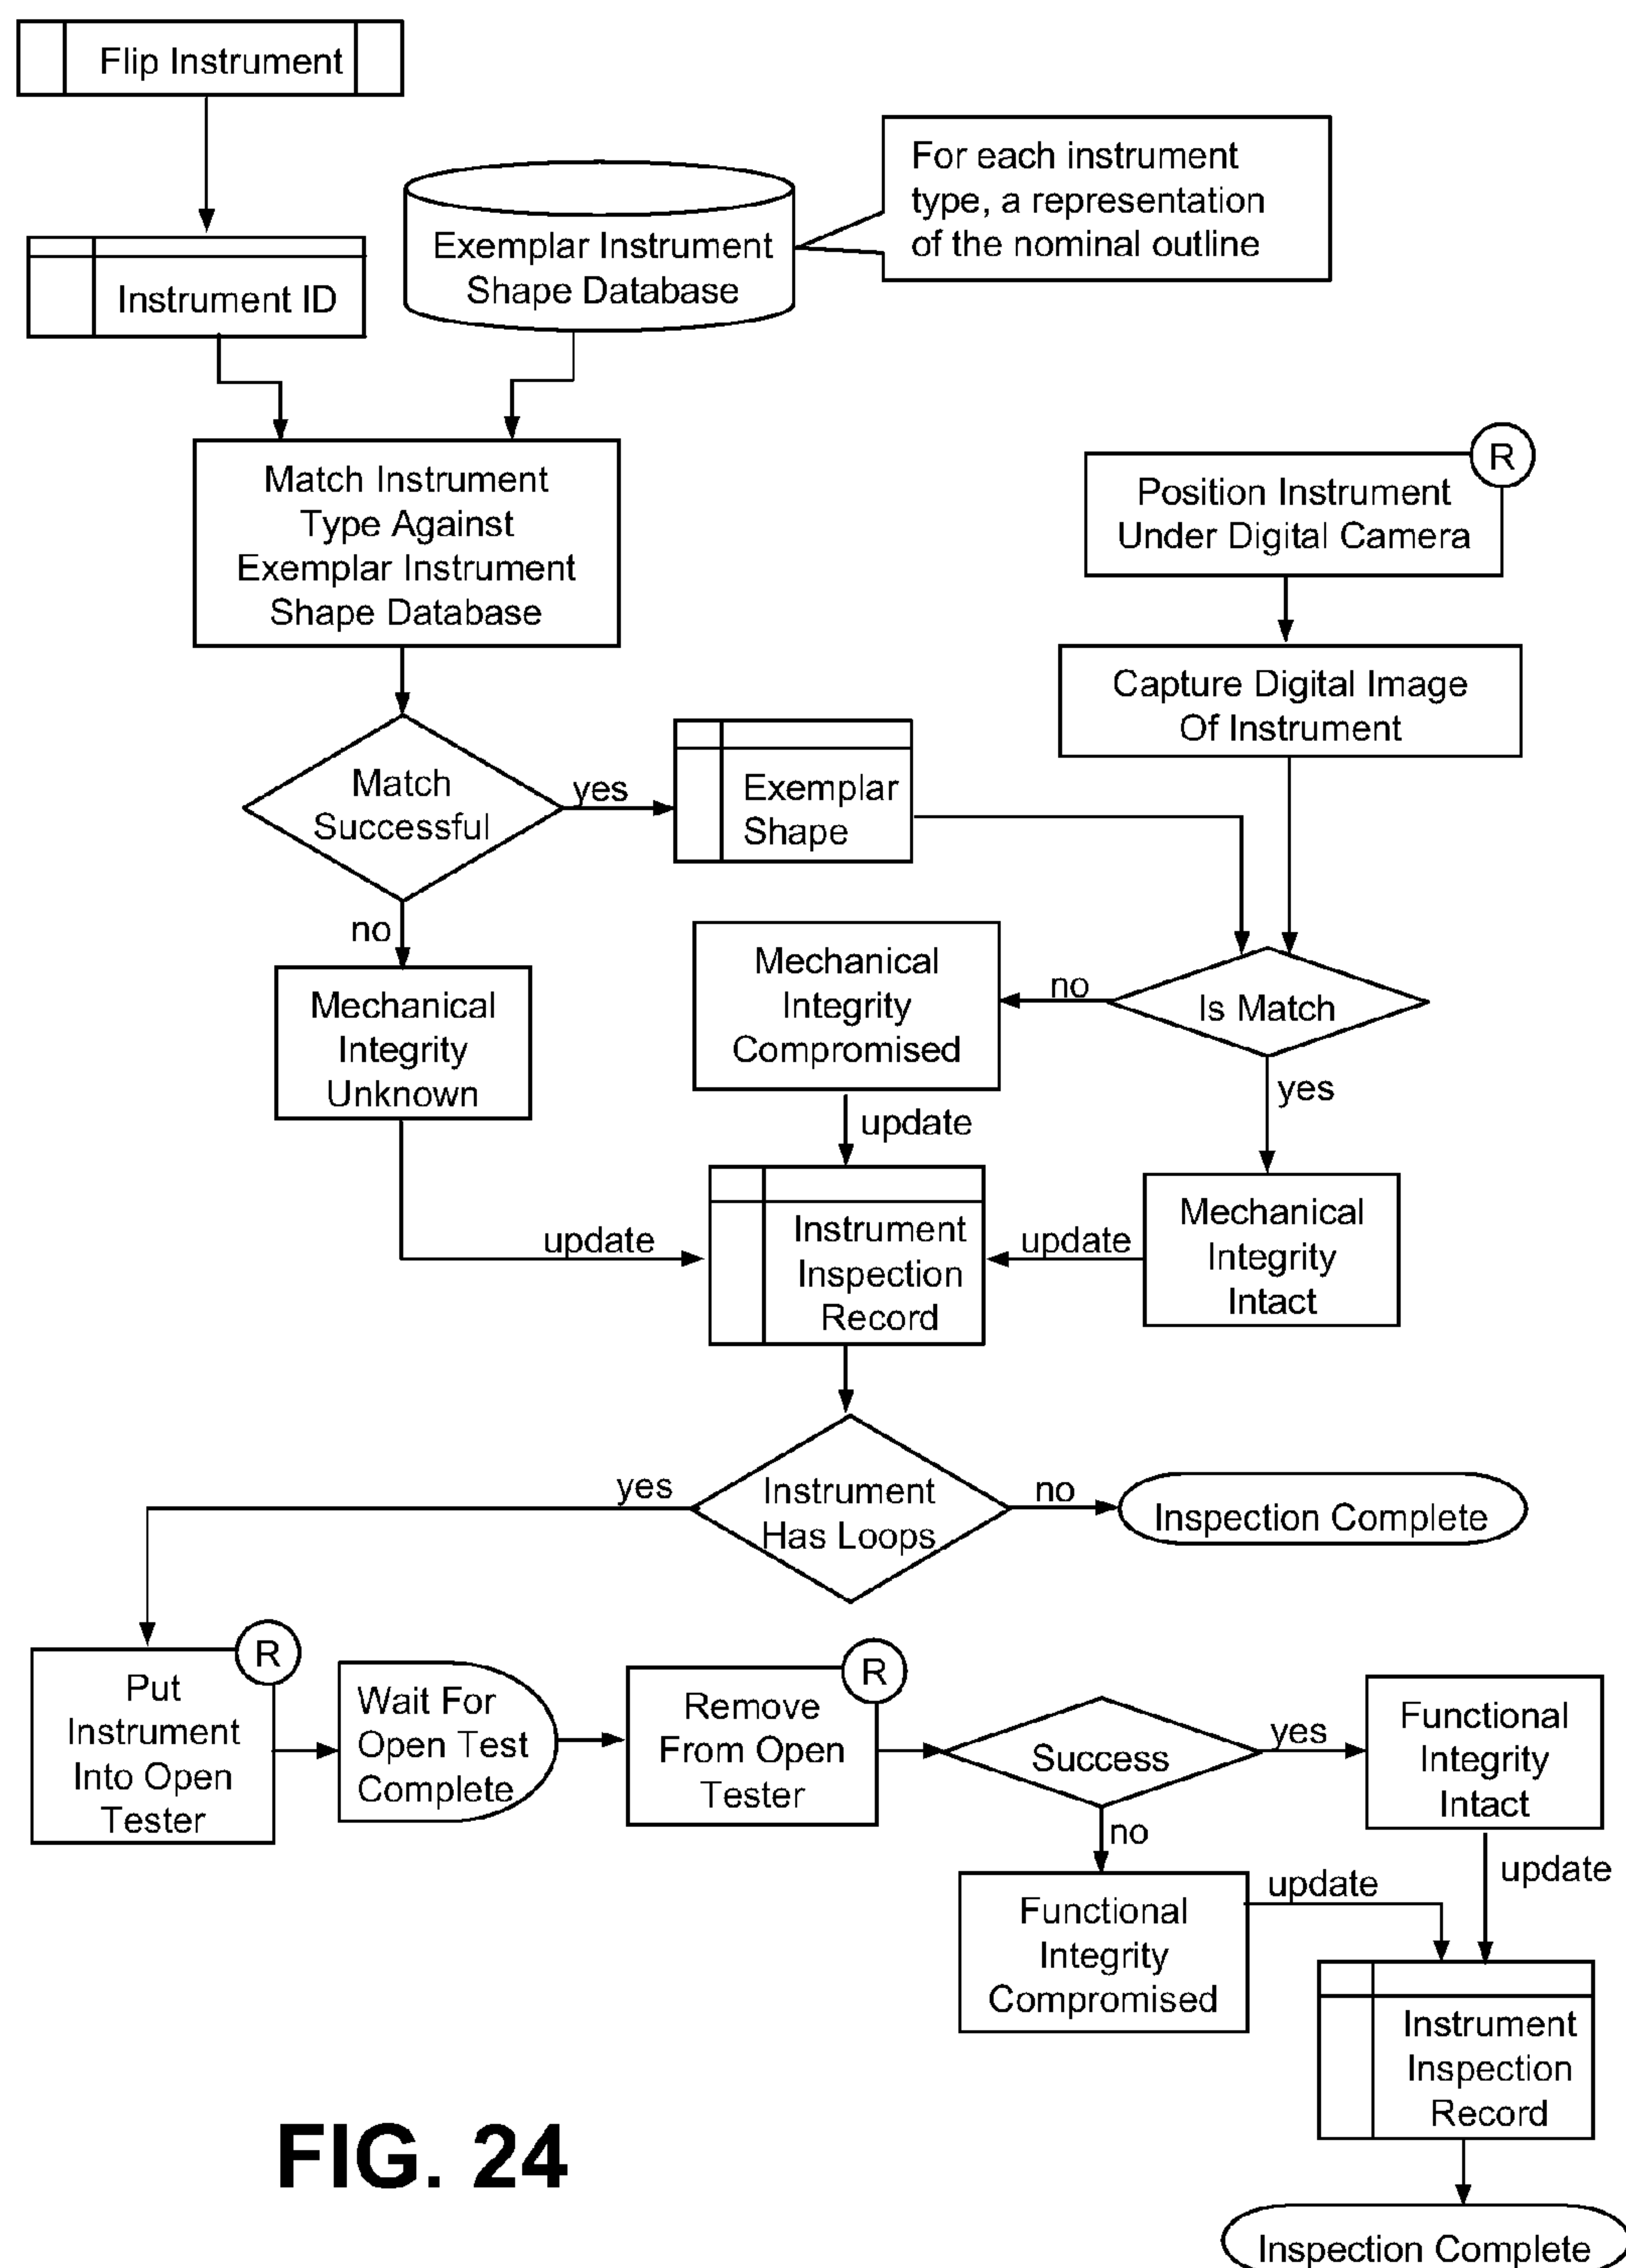 Flip Instrument
For each instrument
type, a representation
of the nominal outline
Exemplar Instrument
Shape Database
Instrument ID
Match Instrument
Type Against
Exemplar Instrument
Shape Database
R
Position Instrument
Under Digital Camera
Capture Digital Image
Of Instrument
Match
Successful
yes
Exemplar
Shape
no
Mechanical
Integrity
Unknown
Mechanical
Integrity
Compromised
no
Is Match
yes
update
update
Instrument
Inspection
Record
update
Mechanical
Integrity
Intact
yes
Instrument
Has Loops
no
Inspection Complete
R
Put
Instrument
Into Open
Tester
Wait For
Open Test
Complete
R
Remove
From Open
Tester
Success
yes
Functional
Integrity
Intact
no
update
update
Functional
Integrity
Compromised
Instrument
Inspection
Record
Inspection Complete
FIG. 24